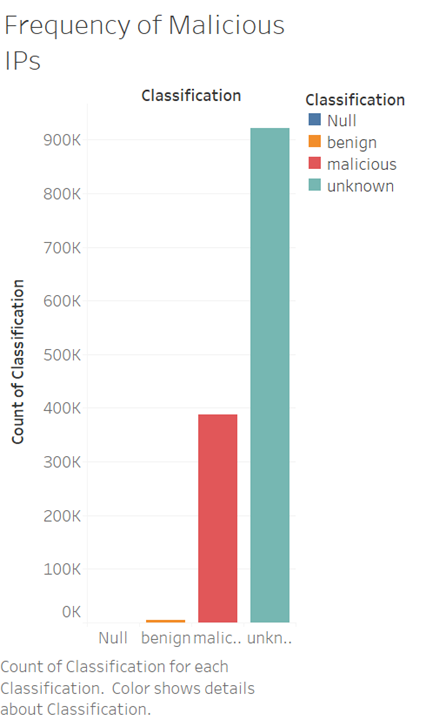 Frequency of Malicious
IPs
Classification
Classification
Null
benign
malicious
unknown
900K
800K
700K
600K
500K
400K
300K
200K
100K
0K
Count of Classification
Null benign malic.. unkn..
Count of Classification for each
Classification. Color shows details
about Classification.